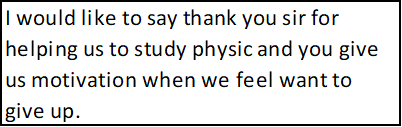 I would like to say thank you sir for
helping us to study physic and you give
us motivation when we feel want to
give up.